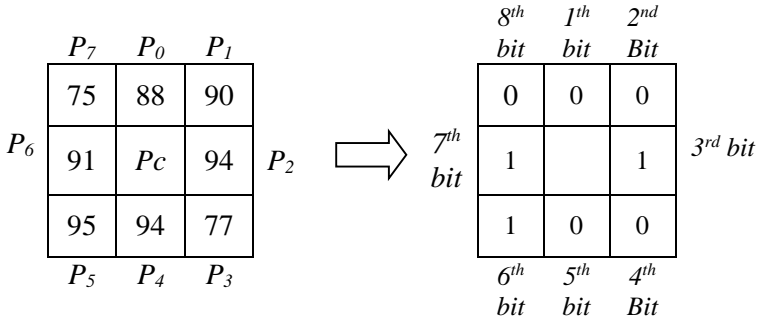 8th 1th 2nd
bit bit Bit
P7 P0 P1
75 88 90 0 0 0
P6 91 Pc 94 P2 7th bit 1 1 3rd bit
95 94 77 1 0 0
P5 P4 P3 6th 5th 4th
bit bit Bit